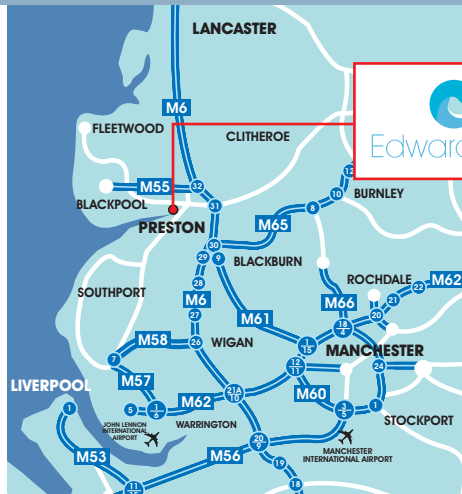 LANCASTER
M6
FLEETWOOD
CLITHEROE
Edwar
12
M55
32
10
BURNLEY
BLACKPOOL
31
8
PRESTON
M65
30
29
9
BLACKBURN
28
ROCHDALE
M62
22
SOUTHPORT
M6
21
M66
27
M61
20
18
4
M58
26
WIGAN
1
15
7
MANCHESTER
12
11
24
LIVERPOOL
M57
21A
10
M60
1
5
1
6
M62
3
5
1
JOHN LENNON
INTERNATIONAL
AIRPORT
WARRINGTON
STOCKPORT
20
9
M53
M56
MANCHESTER
INTERNATIONAL AIRPORT
19
11
18